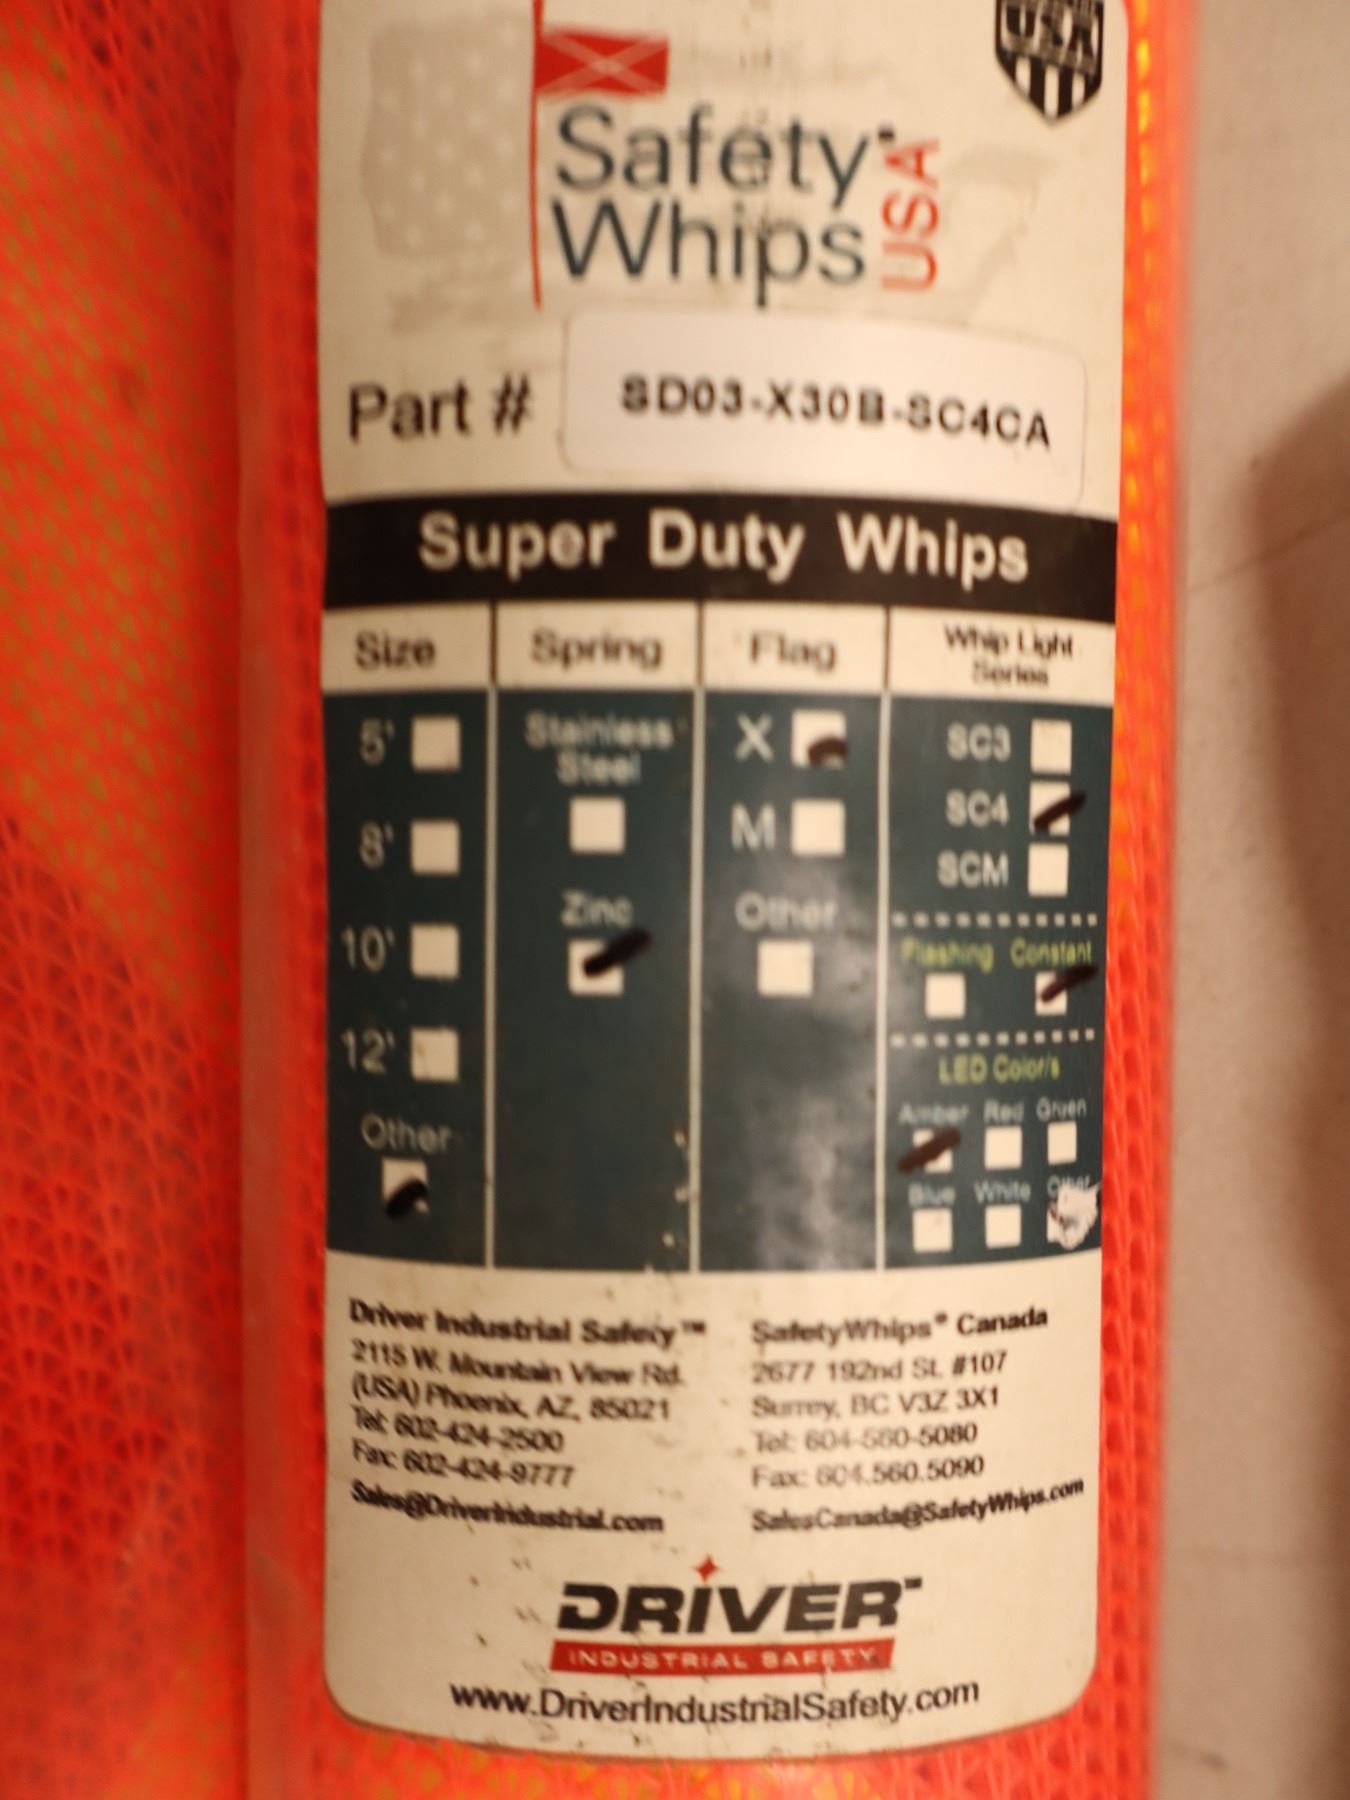 USA
Safety
Whips
USA
Part # SD03-X30B-SC4CA
Super Duty Whips
Size Spring Flag Whip Light Series
5'
8'
10'
12'
Other
Stainless
Steel
Zinc
X
M
Other
SC3
SC4
SCM
Flashing Constant
LED Color/s
Amber Red Green
Blue White Other
Driver Industrial Safety™
2115 W. Mountain View Rd.
(USA) Phoenix, AZ, 85021
Tel: 602-424-2500
Fax: 602-424-9777
Sales@DriverIndustrial.com
SafetyWhips® Canada
2677 192nd St. #107
Surrey, BC V3Z 3X1
Tel: 604-560-5080
Fax: 604.560.5090
SalesCanada@SafetyWhips.com
DRIVER™
INDUSTRIAL SAFETY
www.DriverIndustrialSafety.com